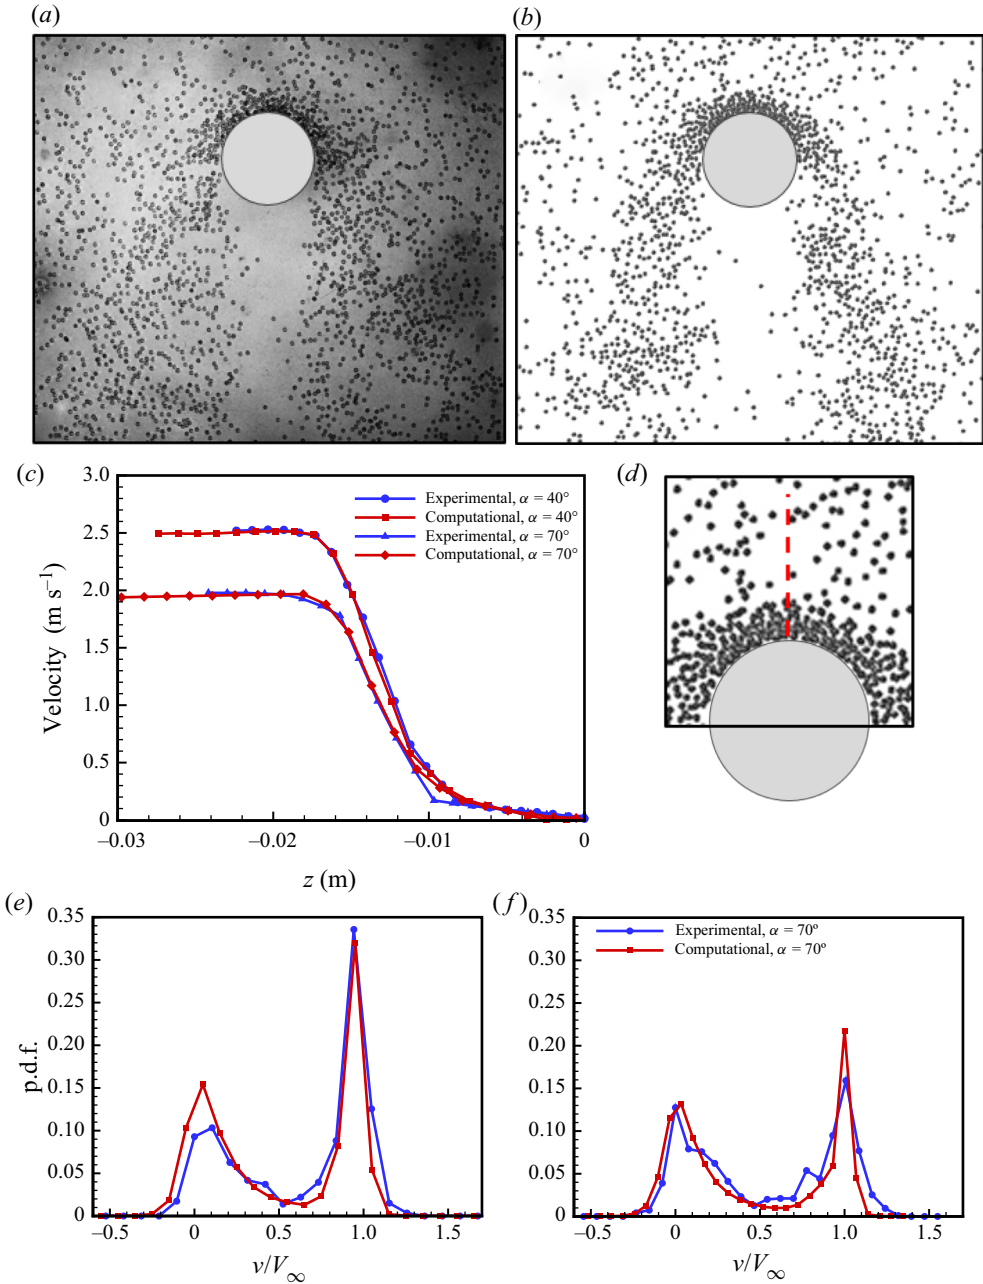 (a)
(b)
(c)
3.0
2.5
2.0
1.5
1.0
0.5
0
Velocity (m s⁻¹)
–0.03
–0.02
–0.01
0
z (m)
Experimental, α = 40°
Computational, α = 40°
Experimental, α = 70°
Computational, α = 70°
(d)
(e)
0.35
0.30
0.25
0.20
0.15
0.10
0.05
0
p.d.f.
–0.5
0
0.5
1.0
1.5
v/V∞
(f)
0.35
0.30
0.25
0.20
0.15
0.10
0.05
0
Experimental, α = 70º
Computational, α = 70º
–0.5
0
0.5
1.0
1.5
v/V∞